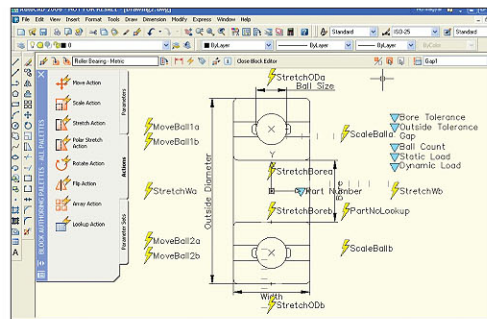 File Edit View Insert Format Tools Draw Dimension Modify Express Window Help
Standard ISO-25 Standard
0 ByLayer ByLayer ByLayer ByColor
Roller Bearing - Metric Close Block Editor Gap1
BLOCK AUTHORING PALETTES - ALL PALETTES
Move Action
Scale Action
Stretch Action
Polar Stretch Action
Rotate Action
Flip Action
Array Action
Lookup Action
Parameters
Actions
Parameter Sets
StretchODa
Ball Size
MoveBall1a
MoveBall1b
ScaleBalla
Bore Tolerance
Outside Tolerance
Gap
Ball Count
Static Load
Dynamic Load
Outside Diameter
Y
StretchBorea
StretchWa
Part Number
StretchWb
Bore
StretchBoreb
PartNoLookup
MoveBall2a
MoveBall2b
ScaleBallb
Width
StretchODb